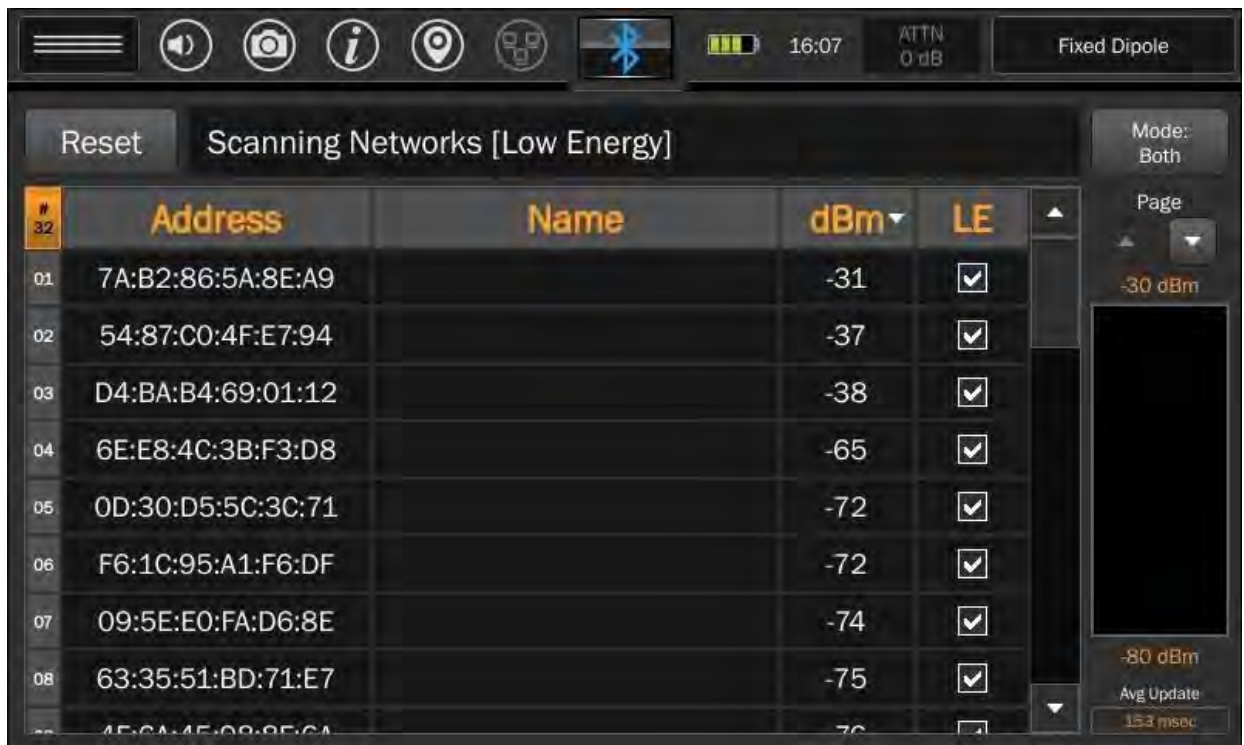 16:07
ATTN
0 dB
Fixed Dipole
Reset
Scanning Networks [Low Energy]
Mode:
Both
Page
# 32 Address Name dBm LE
01 7A:B2:86:5A:8E:A9 -31
02 54:87:C0:4F:E7:94 -37
03 D4:BA:B4:69:01:12 -38
04 6E:E8:4C:3B:F3:D8 -65
05 0D:30:D5:5C:3C:71 -72
06 F6:1C:95:A1:F6:DF -72
07 09:5E:E0:FA:D6:8E -74
08 63:35:51:BD:71:E7 -75
-30 dBm
-80 dBm
Avg Update
153 msec